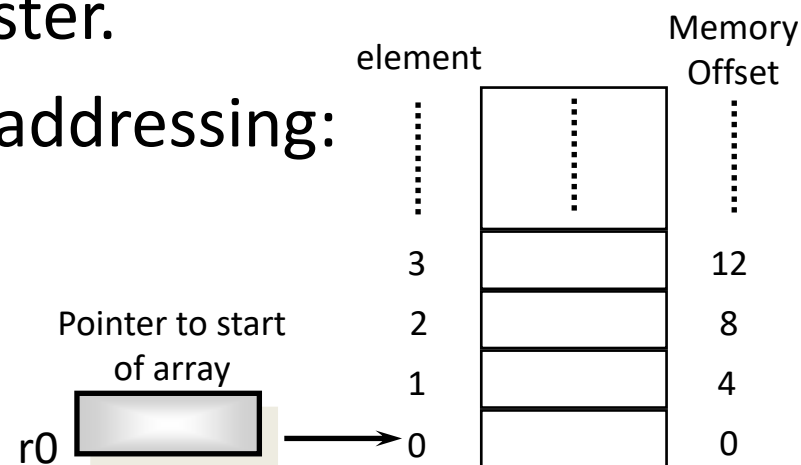 ster.
addressing:
element
Memory
Offset
3
12
2
8
1
4
0
0
Pointer to start
of array
r0